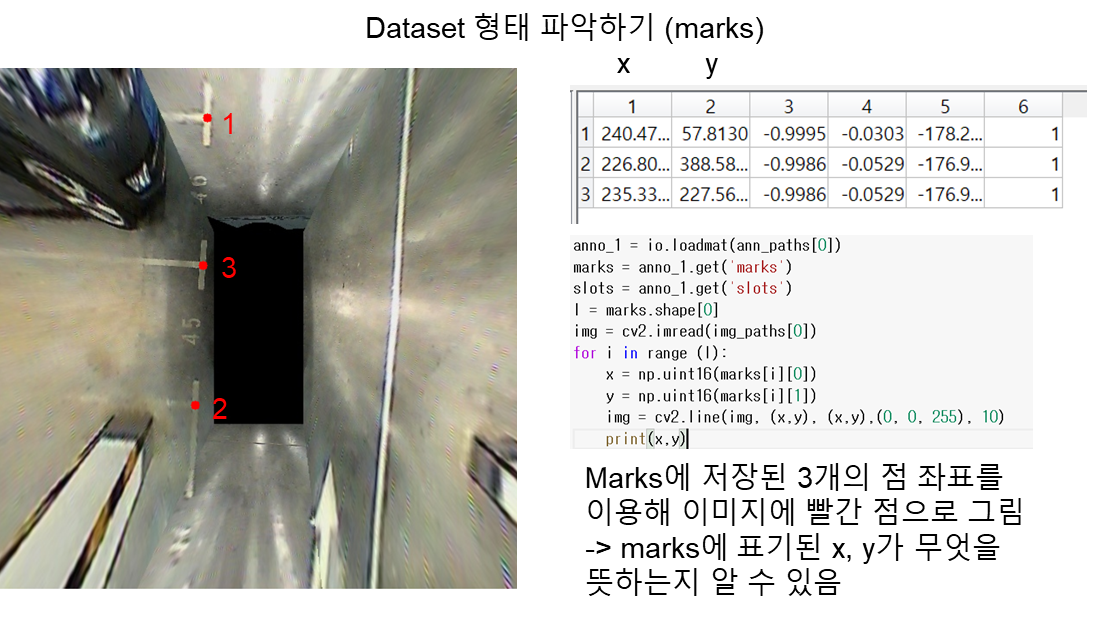 Dataset 형태 파악하기 (marks)
x y
1 2 3 4 5 6
1 240.47... 57.8130 -0.9995 -0.0303 -178.2... 1
2 226.80... 388.58... -0.9986 -0.0529 -176.9... 1
3 235.33... 227.56... -0.9986 -0.0529 -176.9... 1
1
46
3
45
2
anno_1 = io.loadmat(ann_paths[0])
marks = anno_1.get('marks')
slots = anno_1.get('slots')
l = marks.shape[0]
img = cv2.imread(img_paths[0])
for i in range (l):
x = np.uint16(marks[i][0])
y = np.uint16(marks[i][1])
img = cv2.line(img, (x,y), (x,y),(0, 0, 255), 10)
print(x,y)
Marks에 저장된 3개의 점 좌표를
이용해 이미지에 빨간 점으로 그림
-> marks에 표기된 x, y가 무엇을
뜻하는지 알 수 있음